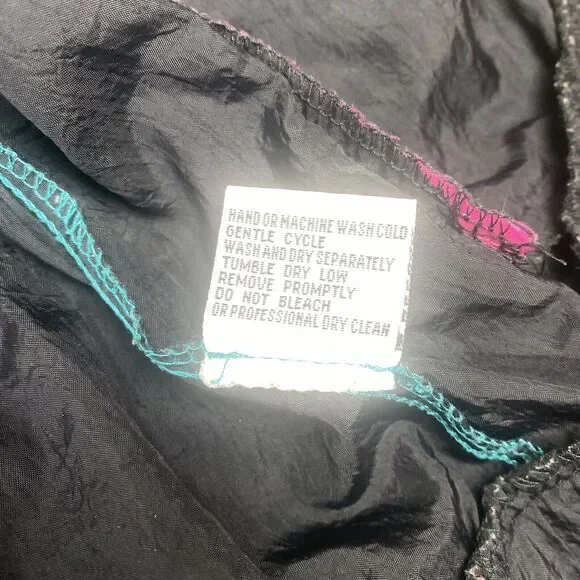 HAND OR MACHINE WASH COLD
GENTLE CYCLE
WASH AND DRY SEPARATELY
TUMBLE DRY LOW
REMOVE PROMPTLY
DO NOT BLEACH
OR PROFESSIONAL DRY CLEAN